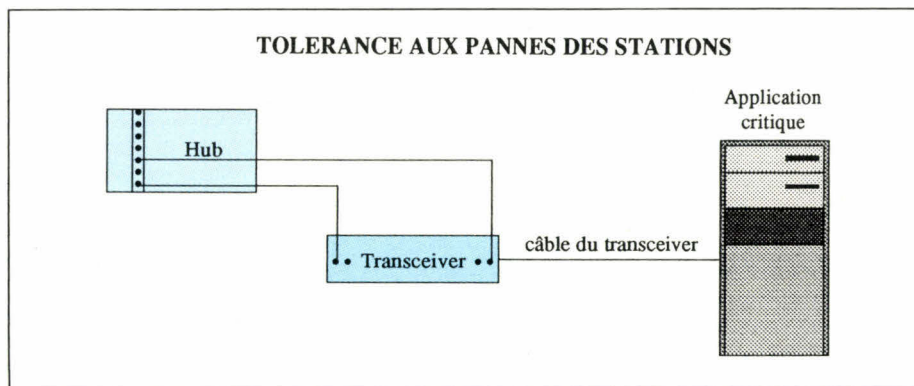 TOLERANCE AUX PANNES DES STATIONS
Application
critique
Hub
câble du transceiver
Transceiver